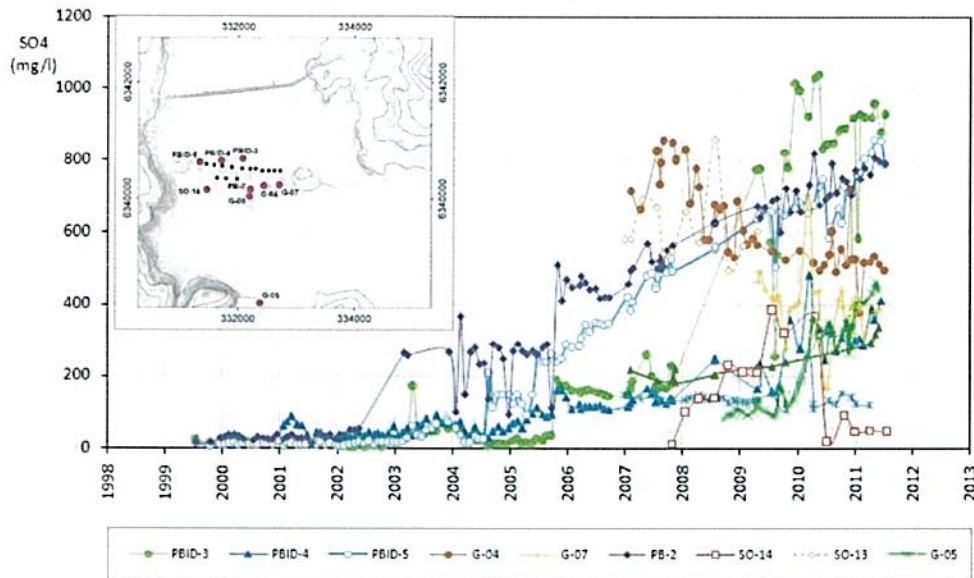 1200
SO4
(mg/l)
1000
800
600
400
200
0
332000 334000
6342000 6342000
6340000 6340000
PBID-4 PBID-3
SO-14 PB-2 G-04 G-07
G-05
332000 334000
1998 1999 2000 2001 2002 2003 2004 2005 2006 2007 2008 2009 2010 2011 2012 2013
PBID-3 PBID-4 PBID-5 G-04 G-07 PB-2 SO-14 SO-13 G-05